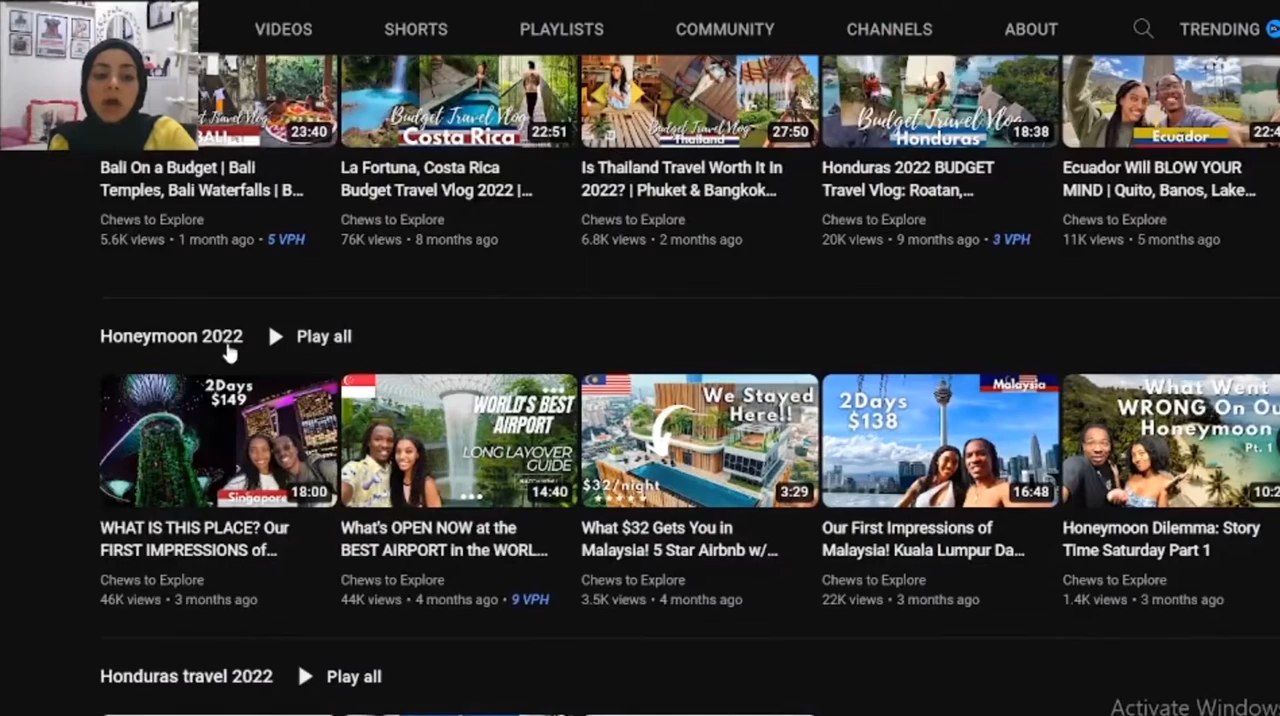 VIDEOS SHORTS PLAYLISTS COMMUNITY CHANNELS ABOUT TRENDING
BALI
23:40
Budget Travel Vlog
Costa Rica
22:51
Budget Travel Vlog
Thailand
27:50
Budget Travel Vlog
Honduras
18:38
Ecuador
Bali On a Budget | Bali
Temples, Bali Waterfalls | B...
Chews to Explore
5.6K views • 1 month ago • 5 VPH
La Fortuna, Costa Rica
Budget Travel Vlog 2022 |...
Chews to Explore
76K views • 8 months ago
Is Thailand Travel Worth It In
2022? | Phuket & Bangkok...
Chews to Explore
6.8K views • 2 months ago
Honduras 2022 BUDGET
Travel Vlog: Roatan,...
Chews to Explore
20K views • 9 months ago • 3 VPH
Ecuador Will BLOW YOUR
MIND | Quito, Banos, Lake...
Chews to Explore
11K views • 5 months ago
Honeymoon 2022 Play all
2Days
$149
Singapore
18:00
WORLD'S BEST
AIRPORT
LONG LAYOVER
GUIDE
14:40
We Stayed
Here!!
$32/night
3:29
Malaysia
2Days
$138
16:48
What Went
WRONG On Ou
Honeymoon
Pt. 1
10:2
WHAT IS THIS PLACE? Our
FIRST IMPRESSIONS of...
Chews to Explore
46K views • 3 months ago
What's OPEN NOW at the
BEST AIRPORT in the WORL...
Chews to Explore
44K views • 4 months ago • 9 VPH
What $32 Gets You in
Malaysia! 5 Star Airbnb w/...
Chews to Explore
3.5K views • 4 months ago
Our First Impressions of
Malaysia! Kuala Lumpur Da...
Chews to Explore
22K views • 3 months ago
Honeymoon Dilemma: Story
Time Saturday Part 1
Chews to Explore
1.4K views • 3 months ago
Honduras travel 2022 Play all
Activate Window